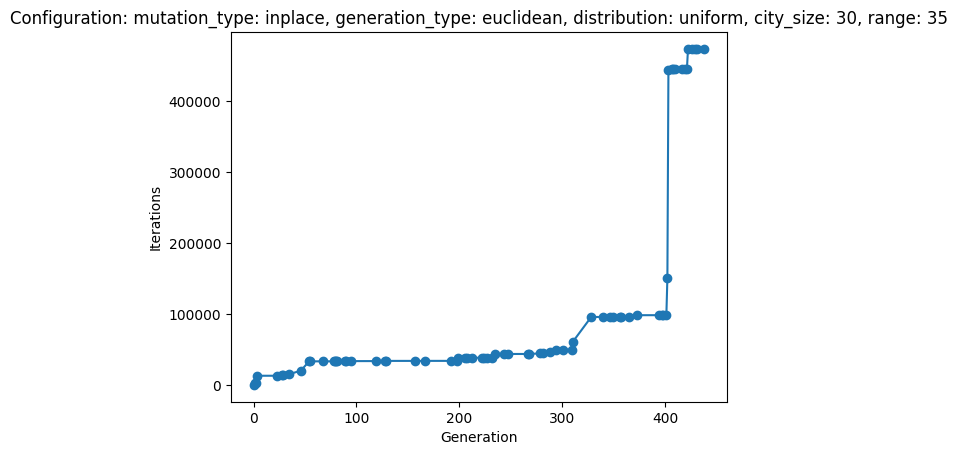 Configuration: mutation_type: inplace, generation_type: euclidean, distribution: uniform, city_size: 30, range: 35
400000
300000
200000
100000
0
Iterations
0 100 200 300 400
Generation